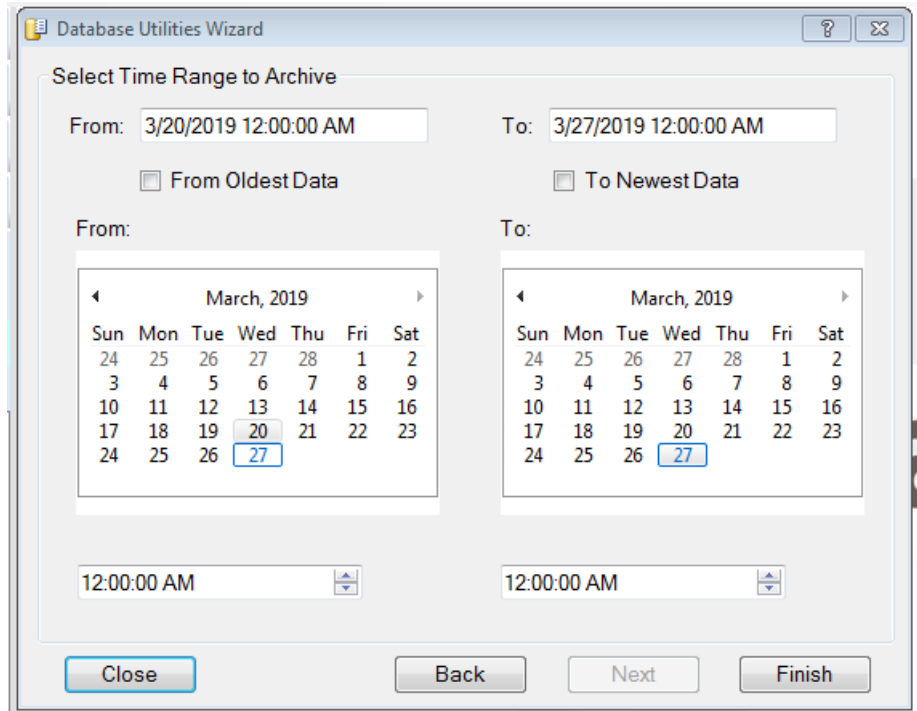 Database Utilities Wizard
Select Time Range to Archive
From: 3/20/2019 12:00:00 AM To: 3/27/2019 12:00:00 AM
From Oldest Data To Newest Data
From: To:
March, 2019 March, 2019
Sun Mon Tue Wed Thu Fri Sat Sun Mon Tue Wed Thu Fri Sat
24 25 26 27 28 1 2 24 25 26 27 28 1 2
3 4 5 6 7 8 9 3 4 5 6 7 8 9
10 11 12 13 14 15 16 10 11 12 13 14 15 16
17 18 19 20 21 22 23 17 18 19 20 21 22 23
24 25 26 27 24 25 26 27
12:00:00 AM 12:00:00 AM
Close Back Next Finish